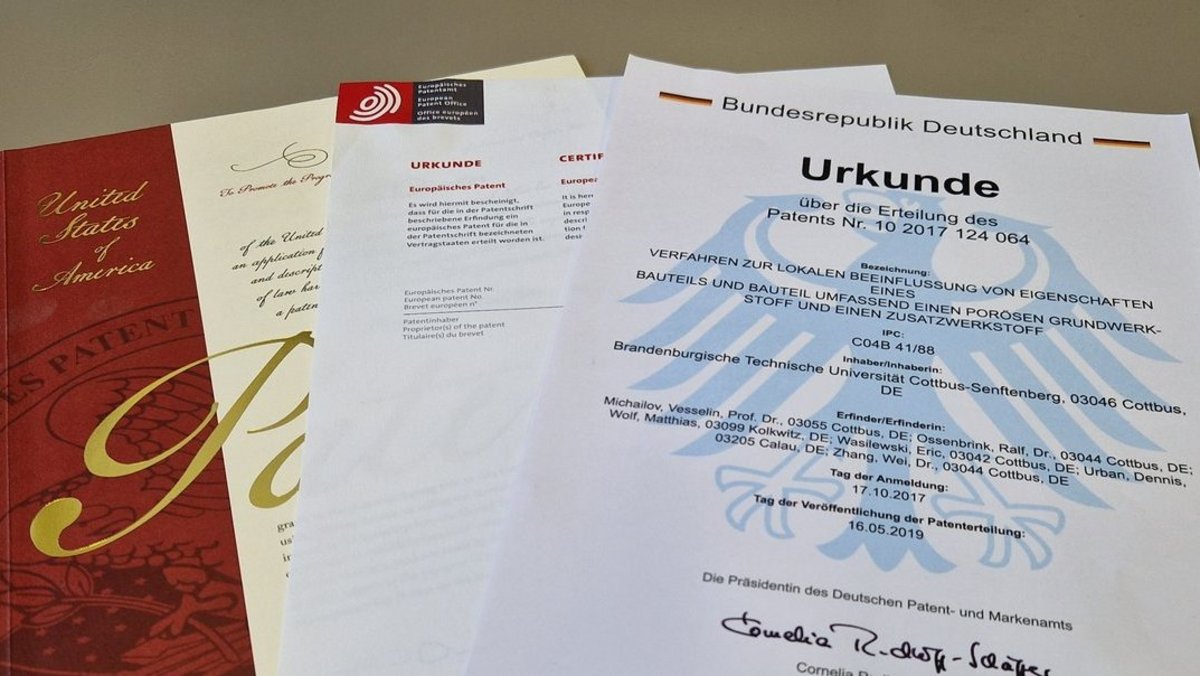 United
States
of
America
To Promote the Progr
of the United
an application f
and descript
of law har
a paten
Europäisches
Patentamt
European
Patent Office
Office européen
des brevets
URKUNDE
Europäisches Patent
Es wird hiermit bescheinigt,
dass für die in der Patentschrift
beschriebene Erfindung ein
europäisches Patent für die in
der Patentschrift bezeichneten
Vertragsstaaten erteilt worden ist.
Europäisches Patent Nr.
European patent No.
Brevet européen n°
Patentinhaber
Proprietor(s) of the patent
Titulaire(s) du brevet
CERTIF
Europea
It is her
Europe
in resp
descri
Bundesrepublik Deutschland
Urkunde
über die Erteilung des
Patents Nr. 10 2017 124 064
Bezeichnung:
VERFAHREN ZUR LOKALEN BEEINFLUSSUNG VON EIGENSCHAFTEN
EINES
BAUTEILS UND BAUTEIL UMFASSEND EINEN PORÖSEN GRUNDWERK-
STOFF UND EINEN ZUSATZWERKSTOFF
IPC:
C04B 41/88
Inhaber/Inhaberin:
Brandenburgische Technische Universität Cottbus-Senftenberg, 03046 Cottbus,
DE
Erfinder/Erfinderin:
Michailov, Vesselin, Prof. Dr., 03055 Cottbus, DE; Ossenbrink, Ralf, Dr., 03044 Cottbus, DE;
Wolf, Matthias, 03099 Kolkwitz, DE; Wasilewski, Eric, 03042 Cottbus, DE; Urban, Dennis,
03205 Calau, DE; Zhang, Wei, Dr., 03044 Cottbus, DE
Tag der Anmeldung:
17.10.2017
Tag der Veröffentlichung der Patenterteilung:
16.05.2019
Die Präsidentin des Deutschen Patent- und Markenamts
Cornelia Rudloff-Schäffer
Cornelia